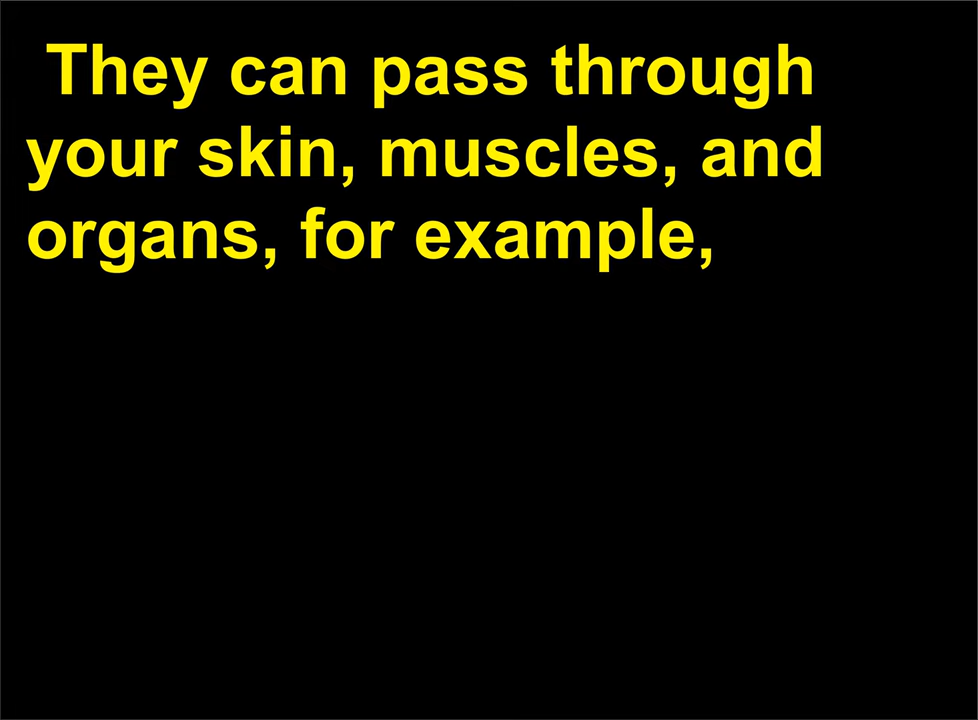 They can pass through
your skin, muscles, and
organs, for example,